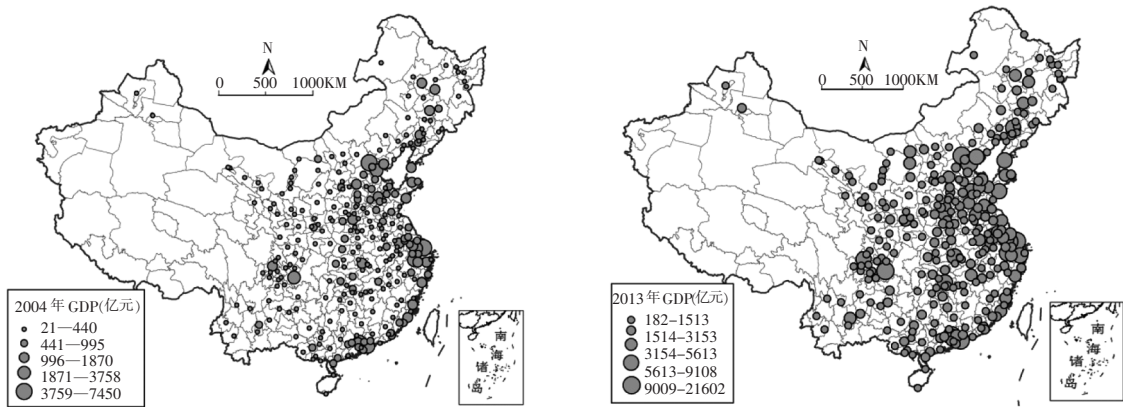 N
0 500 1000KM
2004 年 GDP(亿元)
21—440
441—995
996—1870
1871—3758
3759—7450
南
海
诸
岛
N
0 500 1000KM
2013 年 GDP(亿元)
182-1513
1514-3153
3154-5613
5613-9108
9009-21602
南
海
诸
岛